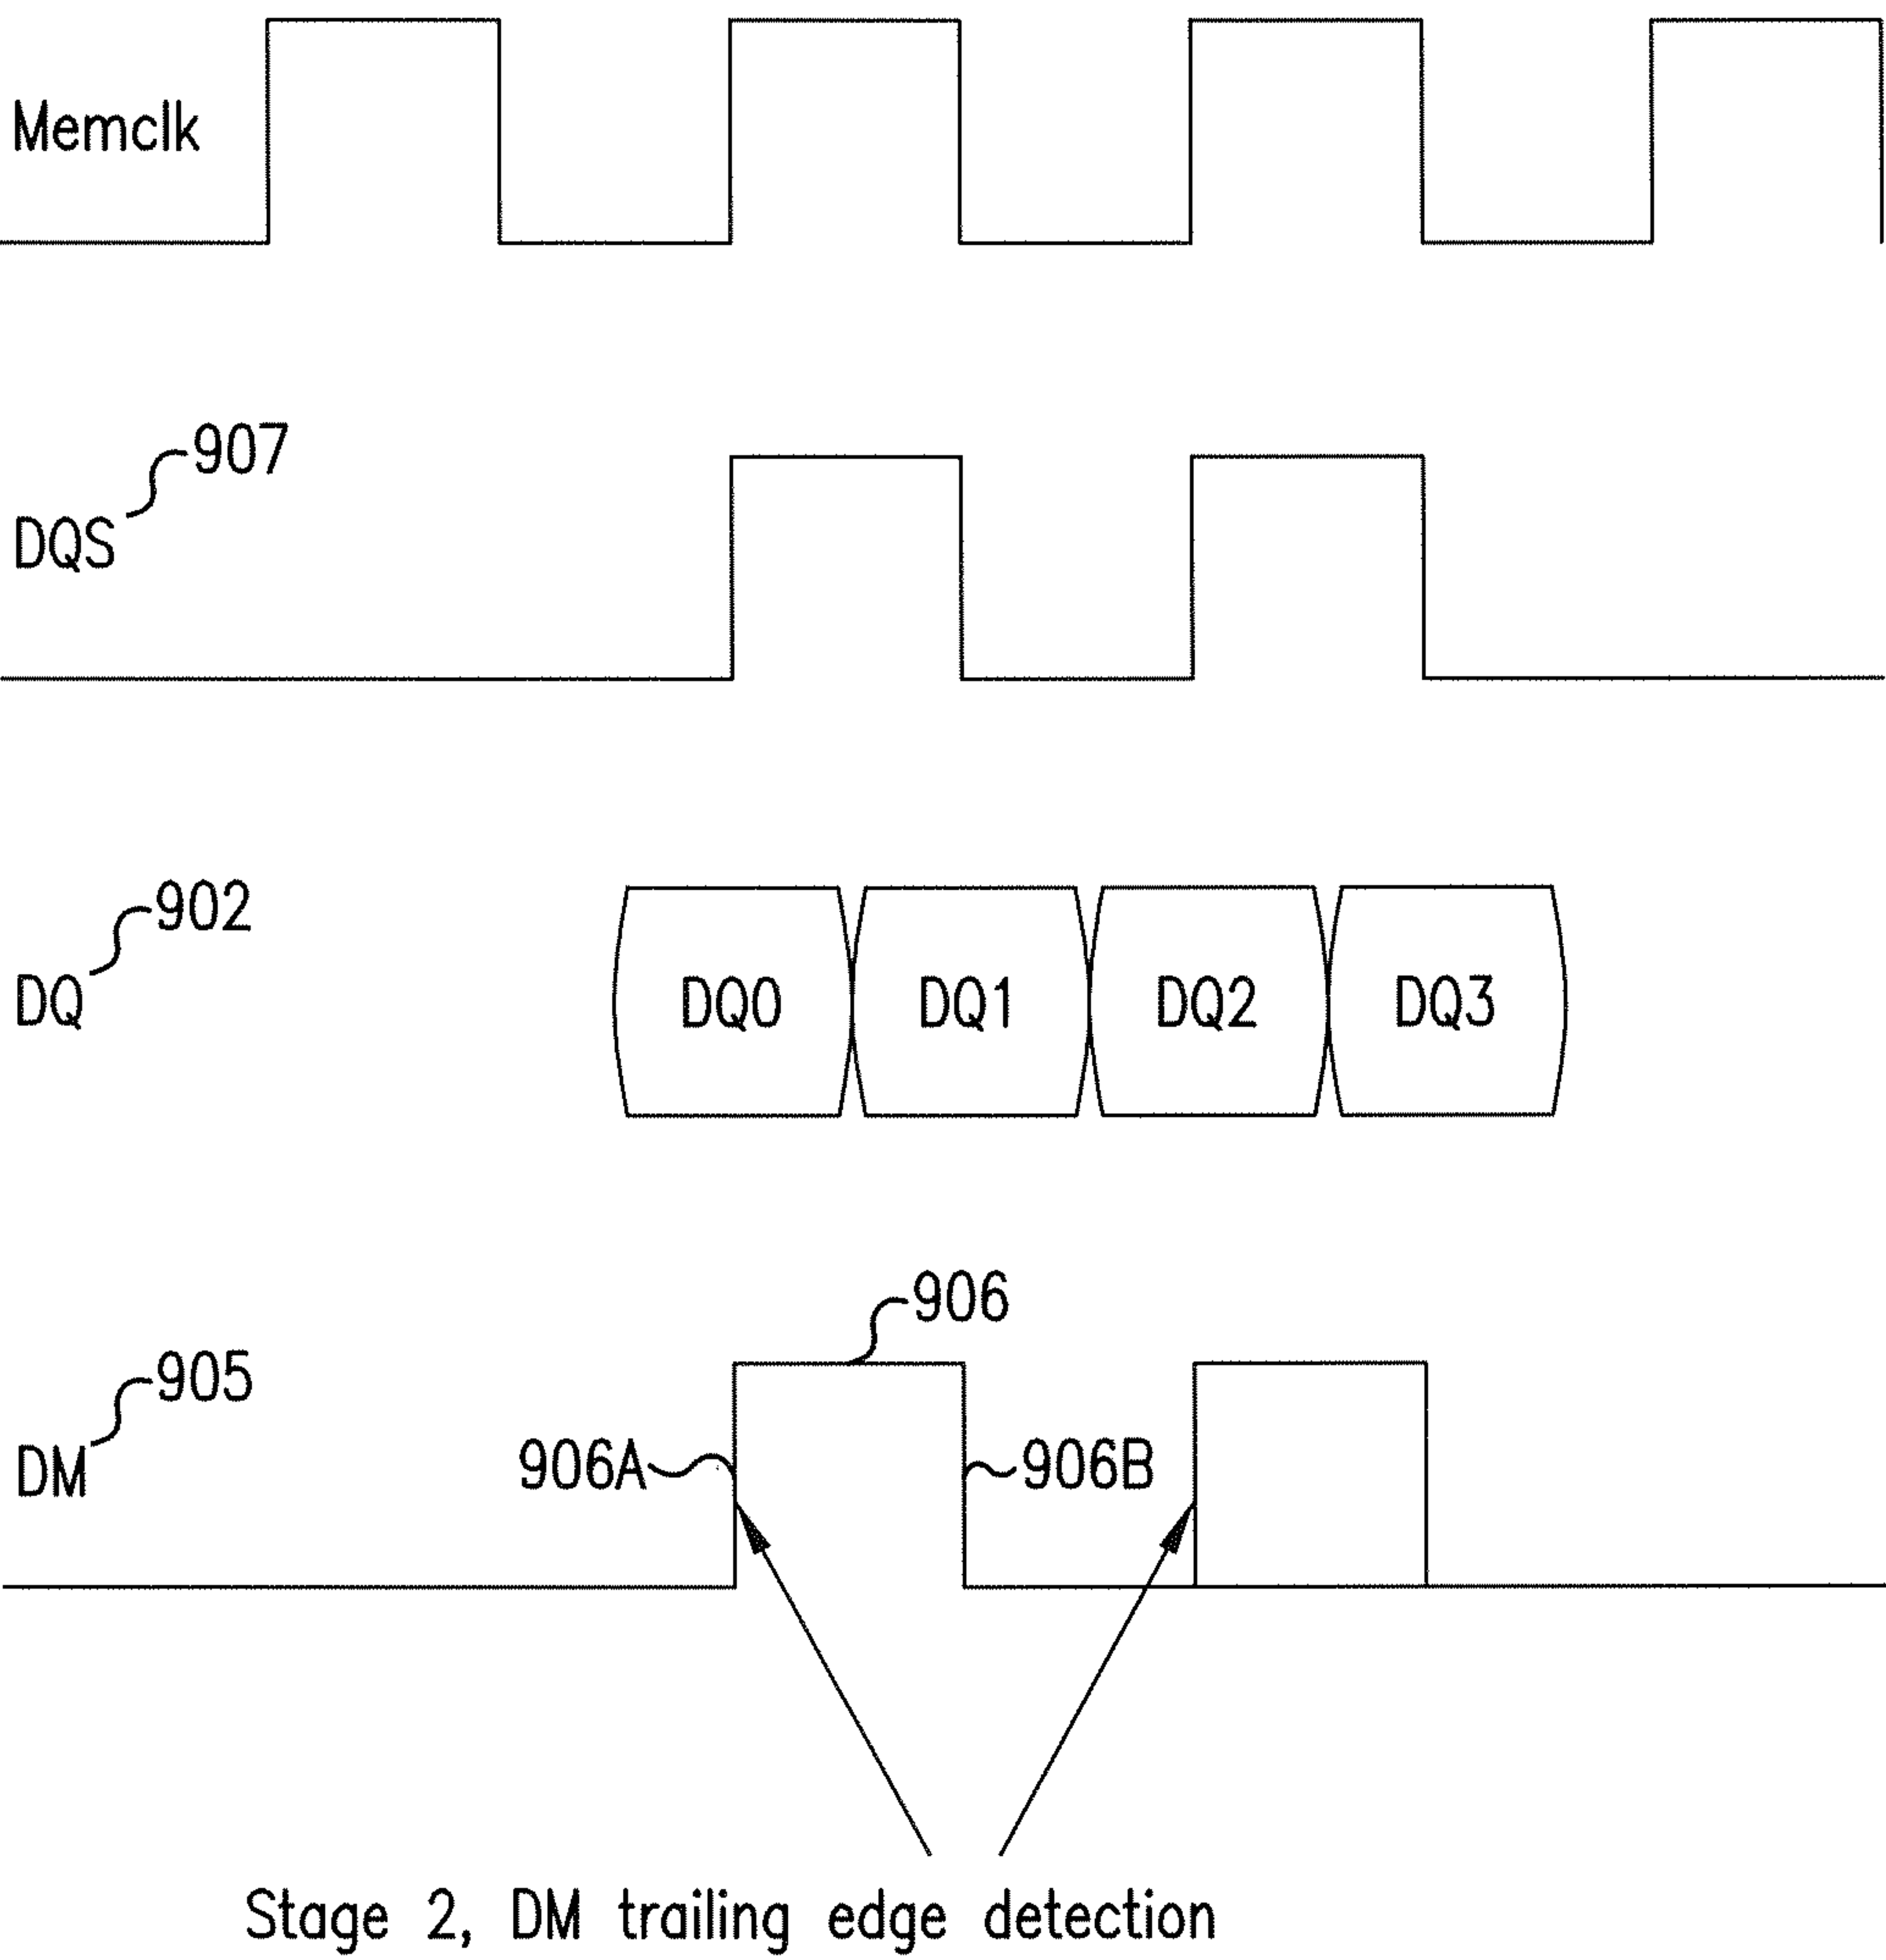 Memclk
907
DQS
902
DQ
DQ0 DQ1 DQ2 DQ3
906
905
DM
906A 906B
Stage 2, DM trailing edge detection